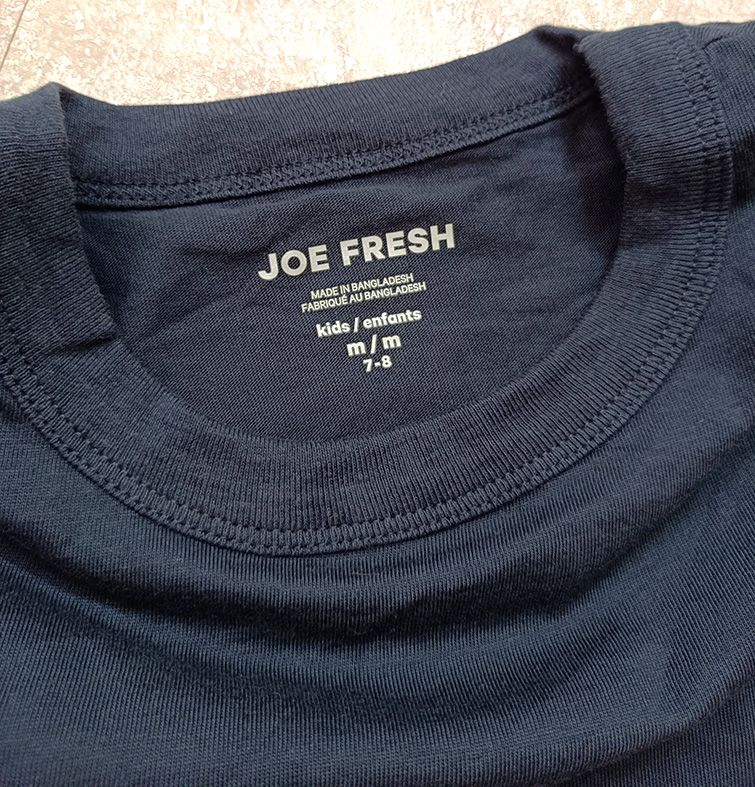 JOE FRESH
MADE IN BANGLADESH
FABRIQUÉ AU BANGLADESH
kids / enfants
m / m
7-8